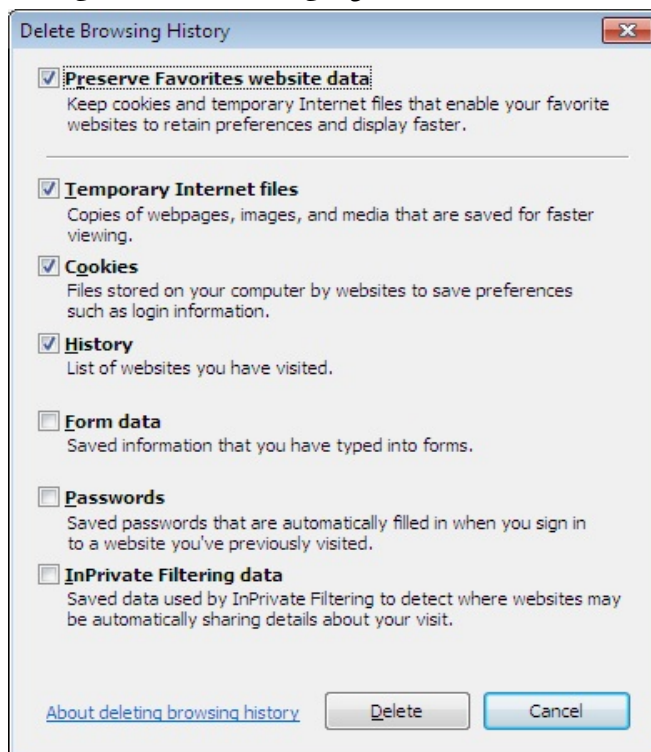 Delete Browsing History
Preserve Favorites website data
Keep cookies and temporary Internet files that enable your favorite
websites to retain preferences and display faster.
Temporary Internet files
Copies of webpages, images, and media that are saved for faster
viewing.
Cookies
Files stored on your computer by websites to save preferences
such as login information.
History
List of websites you have visited.
Form data
Saved information that you have typed into forms.
Passwords
Saved passwords that are automatically filled in when you sign in
to a website you've previously visited.
InPrivate Filtering data
Saved data used by InPrivate Filtering to detect where websites may
be automatically sharing details about your visit.
About deleting browsing history Delete Cancel